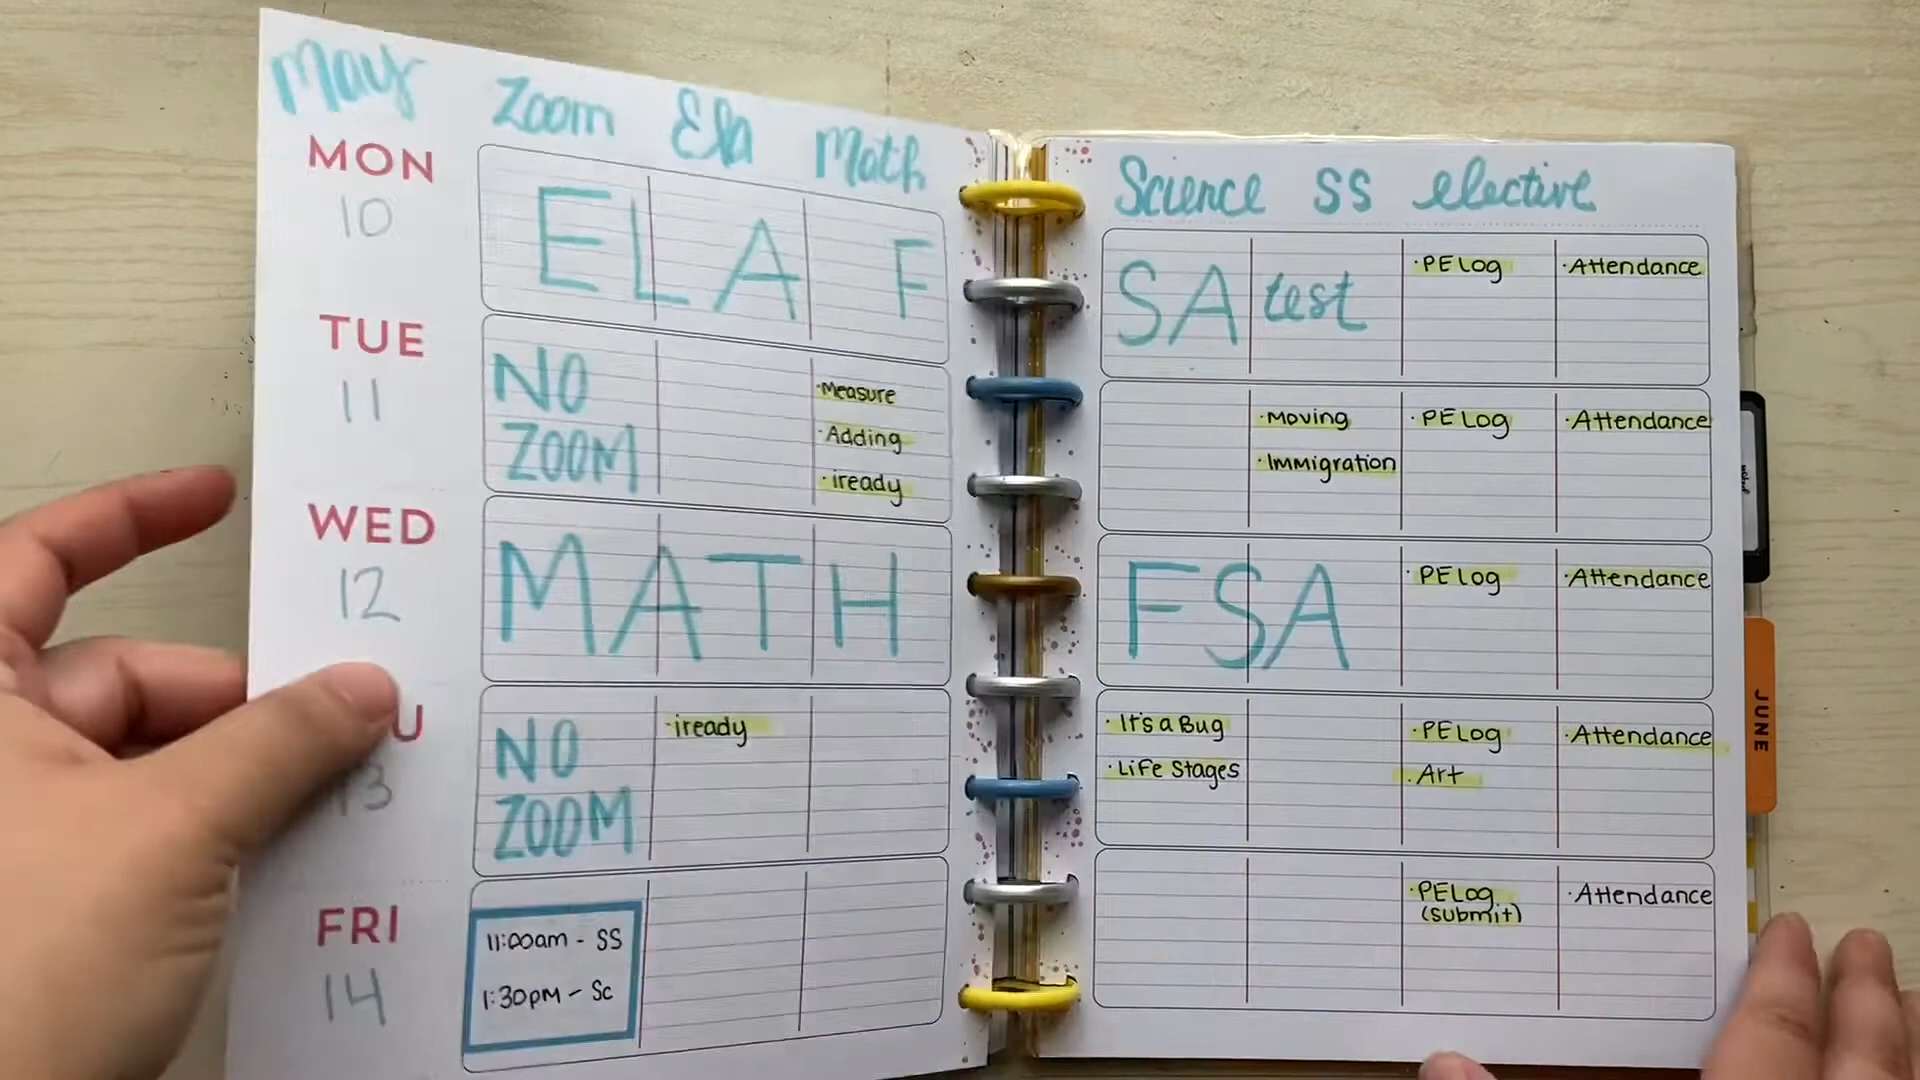 May Zoom Ela Math
MON
10
ELA F
TUE
11
NO
ZOOM
·Measure
·Adding
·iready
WED
12
MATH
U
13
NO
ZOOM
·iready
FRI
14
11:00am - SS
1:30pm - Sc
Science SS elective
SA test
·PE Log
·Attendance
·Moving
·Immigration
·PE Log
·Attendance
FSA
·PE Log
·Attendance
·It's a Bug
·Life Stages
·PE Log
·Art
·Attendance
·PE Log
(submit)
·Attendance
JUNE